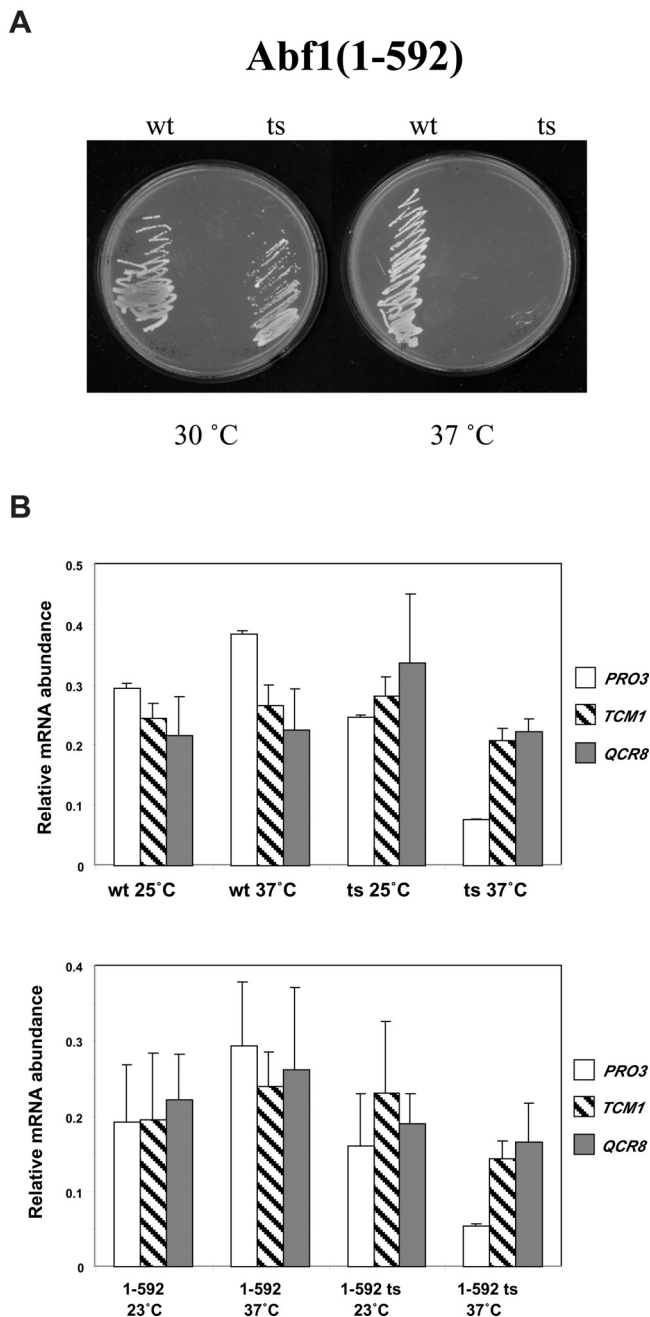 A
Abf1(1-592)
wt ts wt ts
30 ˚C 37 ˚C
B
0.5
0.4
0.3
0.2
0.1
0
Relative mRNA abundance
PRO3
TCM1
QCR8
wt 25˚C wt 37˚C ts 25˚C ts 37˚C
0.4
0.3
0.2
0.1
0
Relative mRNA abundance
PRO3
TCM1
QCR8
1-592 1-592 1-592 ts 1-592 ts
23˚C 37˚C 23˚C 37˚C